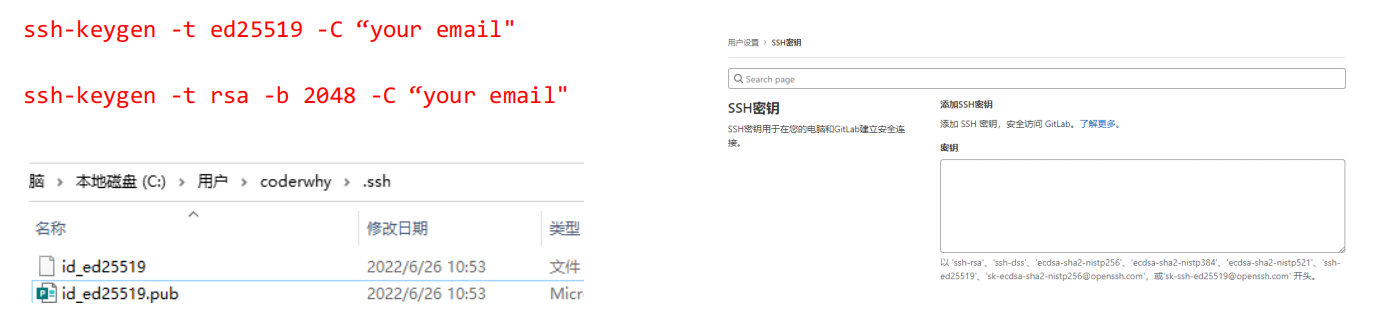 ssh-keygen -t ed25519 -C “your email"
ssh-keygen -t rsa -b 2048 -C “your email"
脑 › 本地磁盘 (C:) › 用户 › coderwhy › .ssh
名称 修改日期 类型
id_ed25519 2022/6/26 10:53 文件
id_ed25519.pub 2022/6/26 10:53 Micr
用户设置 › SSH密钥
Search page
SSH密钥
SSH密钥用于在您的电脑和GitLab建立安全连
接。
添加SSH密钥
添加 SSH 密钥，安全访问 GitLab。了解更多。
密钥
以 'ssh-rsa'、'ssh-dss'、'ecdsa-sha2-nistp256'、'ecdsa-sha2-nistp384'、'ecdsa-sha2-nistp521'、'ssh-
ed25519'、'sk-ecdsa-sha2-nistp256@openssh.com'，或'sk-ssh-ed25519@openssh.com' 开头。